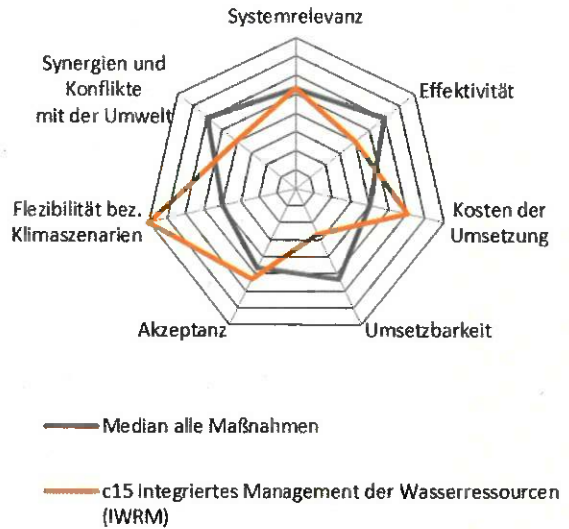 Systemrelevanz
Synergien und
Konflikte
mit der Umwelt
Effektivität
Flezibilität bez.
Klimaszenarien
Kosten der
Umsetzung
Akzeptanz
Umsetzbarkeit
Median alle Maßnahmen
c15 Integriertes Management der Wasserressourcen
(IWRM)